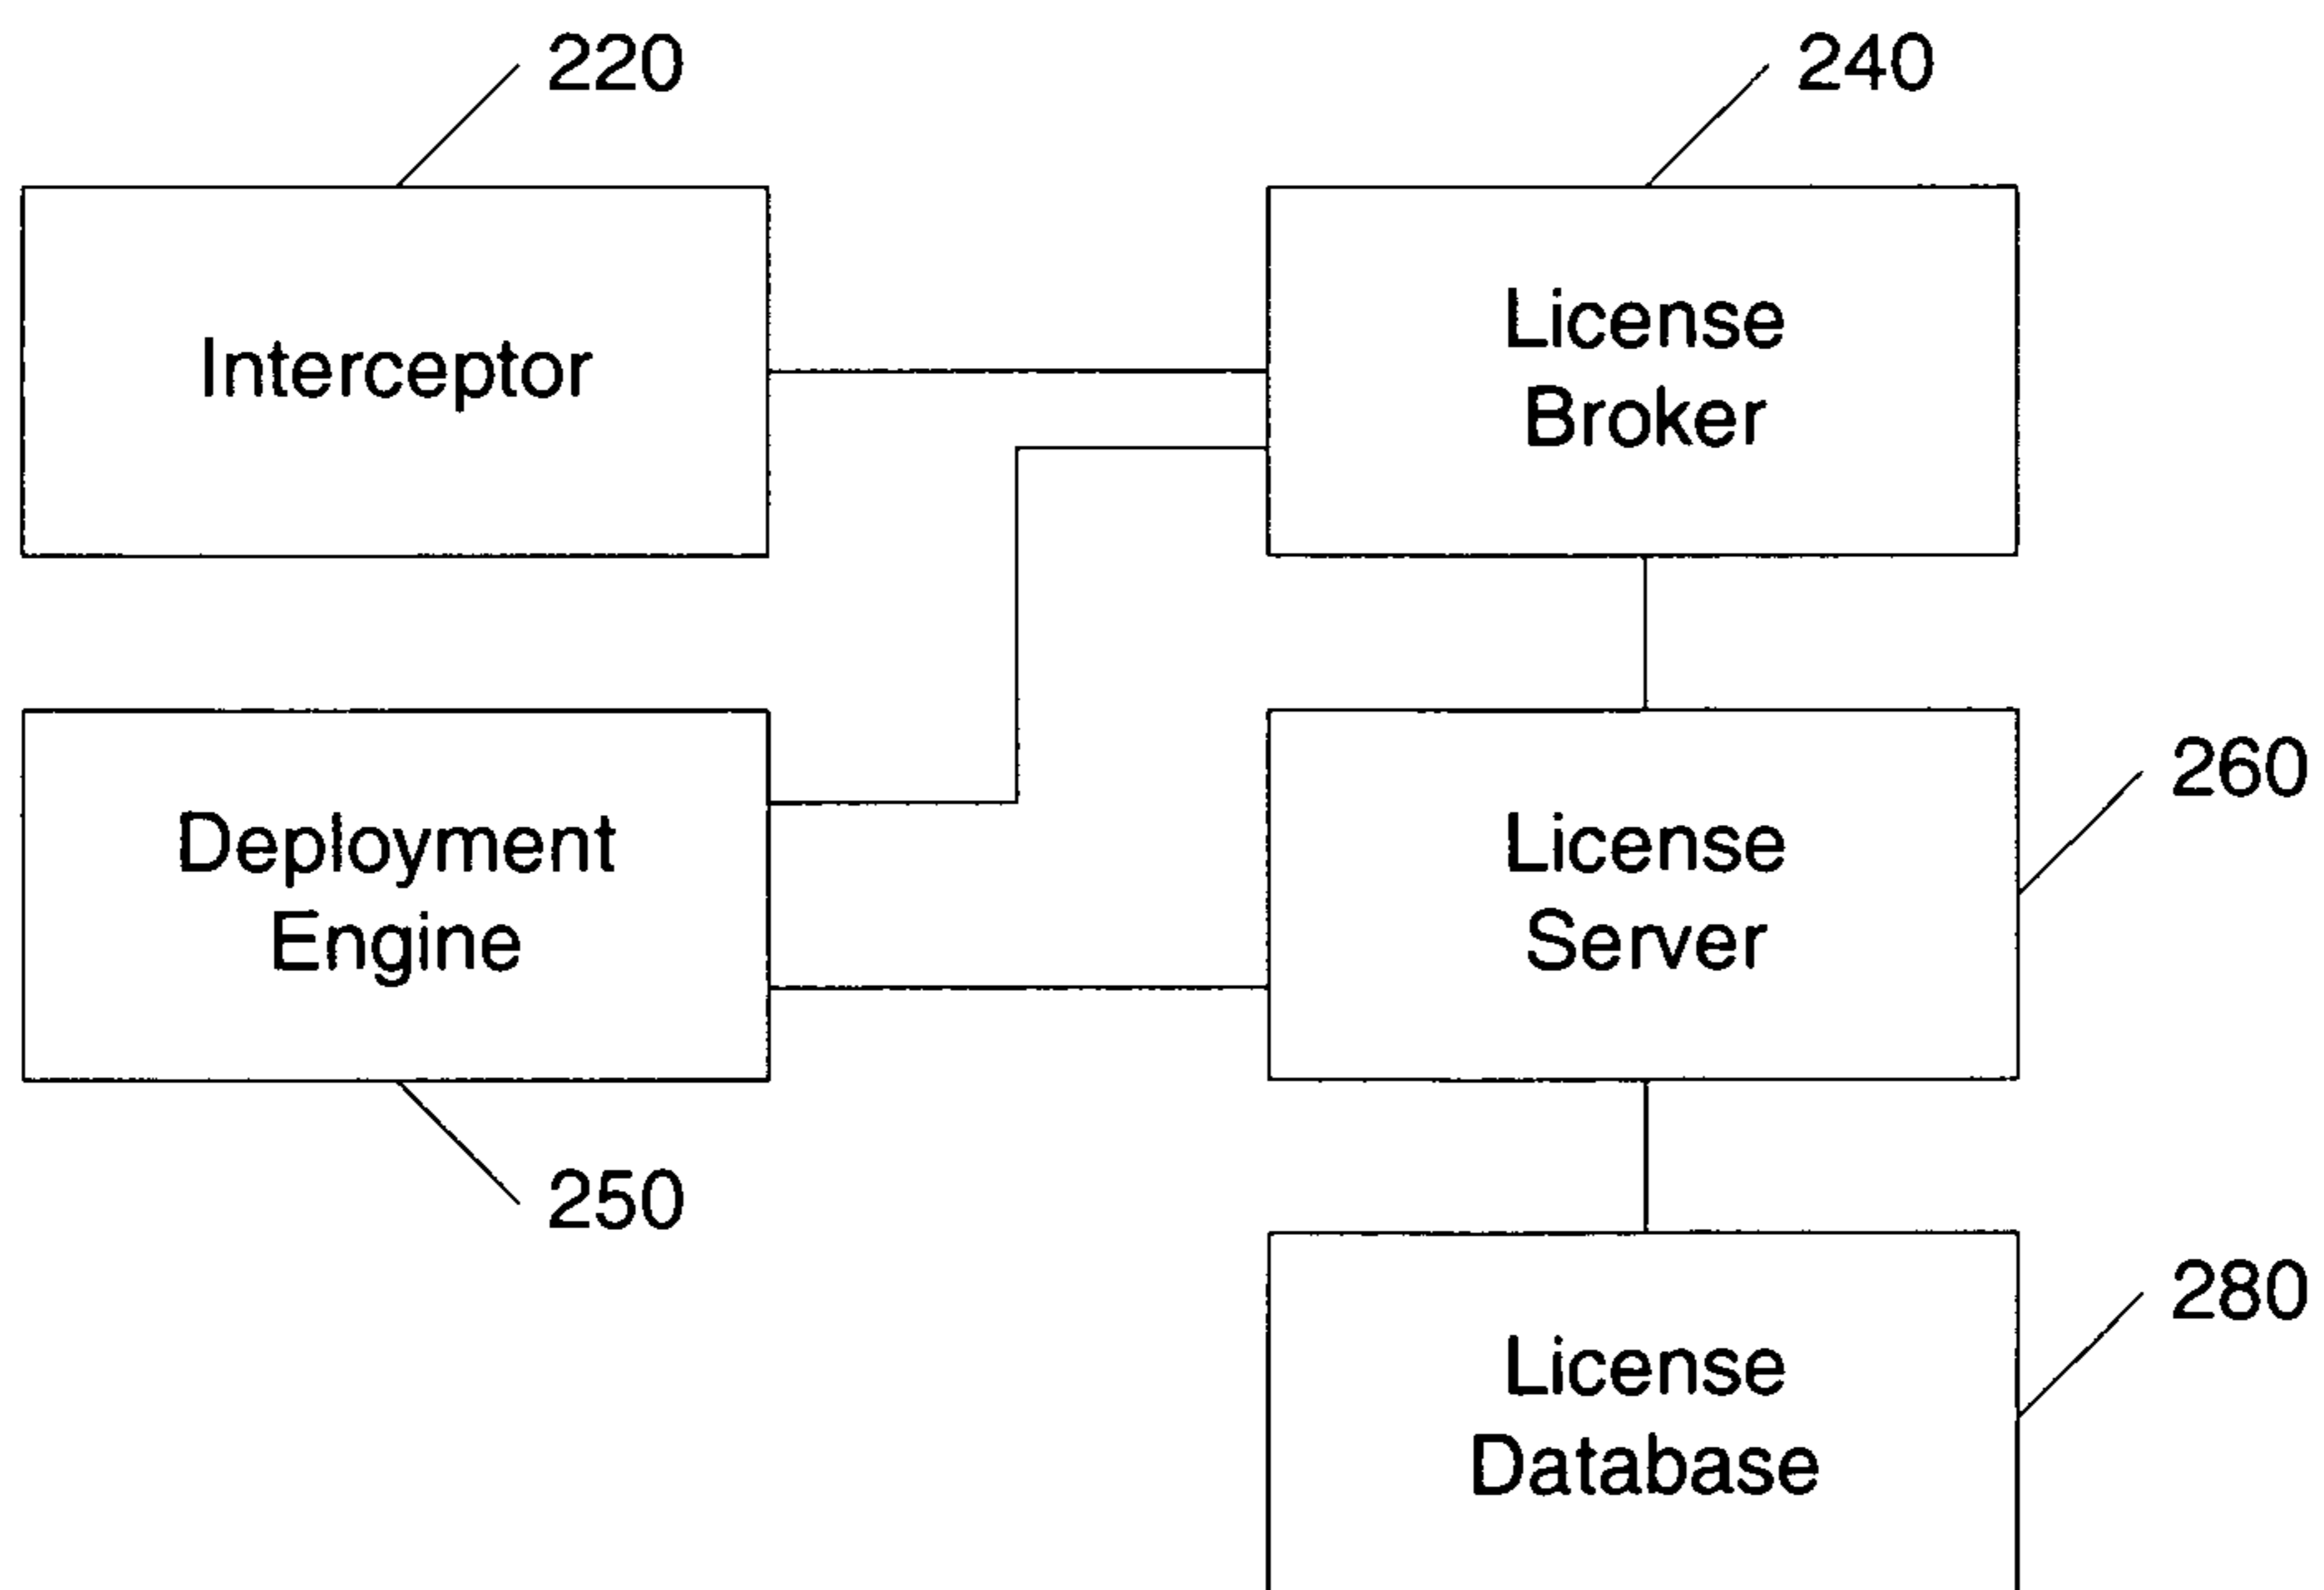 220
240
Interceptor
License
Broker
260
Deployment
Engine
License
Server
250
280
License
Database